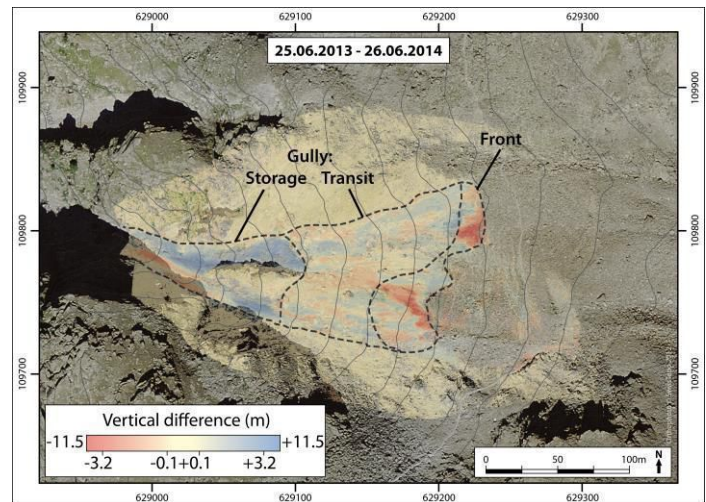 629000 629100 629200 629300
25.06.2013 - 26.06.2014
109900 109900
Front
Gully:
Storage Transit
109800 109800
109700 109700
Vertical difference (m)
-11.5 +11.5
-3.2 -0.1+0.1 +3.2
0 50 100m
N
629000 629100 629200 629300